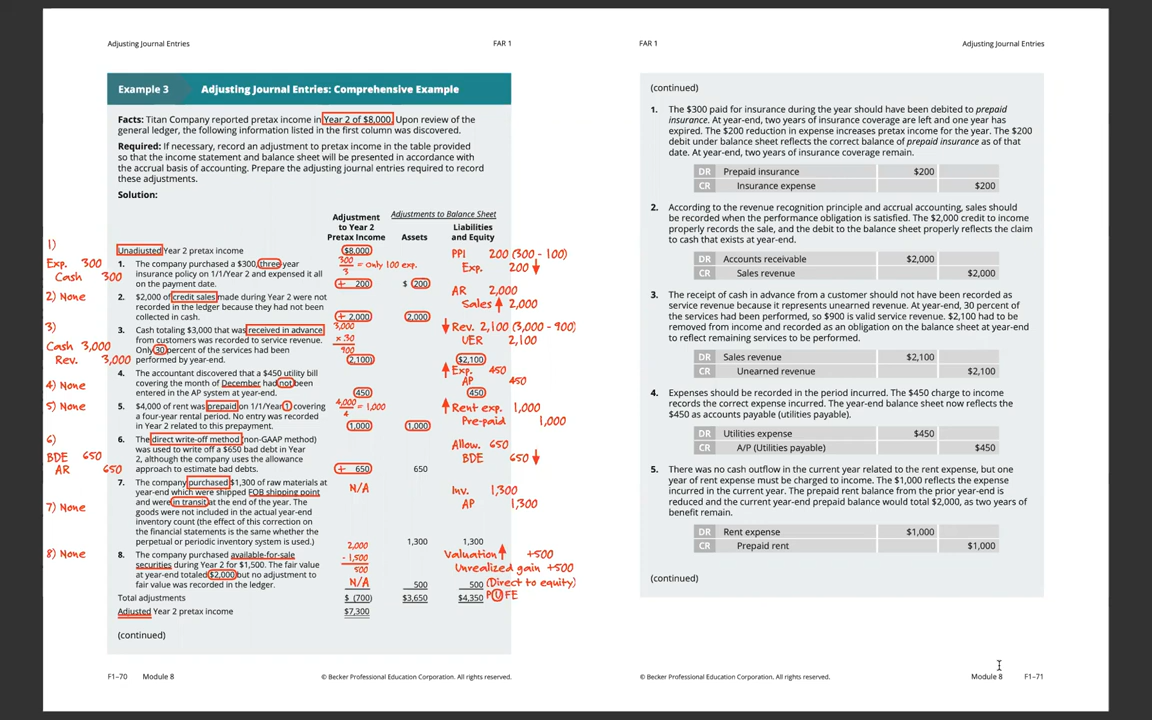 Adjusting Journal Entries
FAR 1
Example 3
Adjusting Journal Entries: Comprehensive Example
Facts: Titan Company reported pretax income in Year 2 of $8,000. Upon review of the
general ledger, the following information listed in the first column was discovered.
Required: If necessary, record an adjustment to pretax income in the table provided
so that the income statement and balance sheet will be presented in accordance with
the accrual basis of accounting. Prepare the adjusting journal entries required to record
these adjustments.
Solution:
Adjustment
to Year 2
Pretax Income
Adjustments to Balance Sheet
Assets
Liabilities
and Equity
Unadjusted Year 2 pretax income
$8,000
1)
Exp. 300
Cash 300
1. The company purchased a $300, three-year
insurance policy on 1/1/Year 2 and expensed it all
on the payment date.
300/3 = only 100 exp.
+ 200
$ 200
PPI 200 (300 - 100)
Exp. 200 ↓
2) None
2. $2,000 of credit sales made during Year 2 were not
recorded in the ledger because they had not been
collected in cash.
+ 2,000
2,000
AR 2,000
Sales ↑ 2,000
3)
Cash 3,000
Rev. 3,000
3. Cash totaling $3,000 that was received in advance
from customers was recorded to service revenue.
Only 30 percent of the services had been
performed by year-end.
3,000
x 30
900
(2,100)
$2,100
↓ Rev. 2,100 (3,000 - 900)
UER 2,100
4) None
4. The accountant discovered that a $450 utility bill
covering the month of December had not been
entered in the AP system at year-end.
(450)
450
↑ Exp. 450
AP 450
5) None
5. $4,000 of rent was prepaid on 1/1/Year 1 covering
a four-year rental period. No entry was recorded
in Year 2 related to this prepayment.
4,000/4 = 1,000
(1,000)
(1,000)
↑ Rent exp. 1,000
Pre-paid 1,000
6)
BDE 650
AR 650
6. The direct write-off method (non-GAAP method)
was used to write off a $650 bad debt in Year
2, although the company uses the allowance
approach to estimate bad debts.
+ 650
650
Allow. 650
BDE 650 ↓
7) None
7. The company purchased $1,300 of raw materials at
year-end which were shipped FOB shipping point
and were in transit at the end of the year. The
goods were not included in the actual year-end
inventory count (the effect of this correction on
the financial statements is the same whether the
perpetual or periodic inventory system is used.)
N/A
1,300
1,300
Inv. 1,300
AP 1,300
8) None
8. The company purchased available-for-sale
securities during Year 2 for $1,500. The fair value
at year-end totaled $2,000 but no adjustment to
fair value was recorded in the ledger.
2,000
- 1,500
500
N/A
500
500
Valuation ↑ +500
Unrealized gain +500
(Direct to equity)
PUFE
Total adjustments
$ (700)
$3,650
$4,350
Adjusted Year 2 pretax income
$7,300
(continued)
F1–70
Module 8
© Becker Professional Education Corporation. All rights reserved.
FAR 1
Adjusting Journal Entries
(continued)
1. The $300 paid for insurance during the year should have been debited to prepaid
insurance. At year-end, two years of insurance coverage are left and one year has
expired. The $200 reduction in expense increases pretax income for the year. The $200
debit under balance sheet reflects the correct balance of prepaid insurance as of that
date. At year-end, two years of insurance coverage remain.
DR Prepaid insurance $200
CR Insurance expense $200
2. According to the revenue recognition principle and accrual accounting, sales should
be recorded when the performance obligation is satisfied. The $2,000 credit to income
properly records the sale, and the debit to the balance sheet properly reflects the claim
to cash that exists at year-end.
DR Accounts receivable $2,000
CR Sales revenue $2,000
3. The receipt of cash in advance from a customer should not have been recorded as
service revenue because it represents unearned revenue. At year-end, 30 percent of
the services had been performed, so $900 is valid service revenue. $2,100 had to be
removed from income and recorded as an obligation on the balance sheet at year-end
to reflect remaining services to be performed.
DR Sales revenue $2,100
CR Unearned revenue $2,100
4. Expenses should be recorded in the period incurred. The $450 charge to income
records the correct expense incurred. The year-end balance sheet now reflects the
$450 as accounts payable (utilities payable).
DR Utilities expense $450
CR A/P (Utilities payable) $450
5. There was no cash outflow in the current year related to the rent expense, but one
year of rent expense must be charged to income. The $1,000 reflects the expense
incurred in the current year. The prepaid rent balance from the prior year-end is
reduced and the current year-end prepaid balance would total $2,000, as two years of
benefit remain.
DR Rent expense $1,000
CR Prepaid rent $1,000
(continued)
© Becker Professional Education Corporation. All rights reserved.
Module 8
F1–71